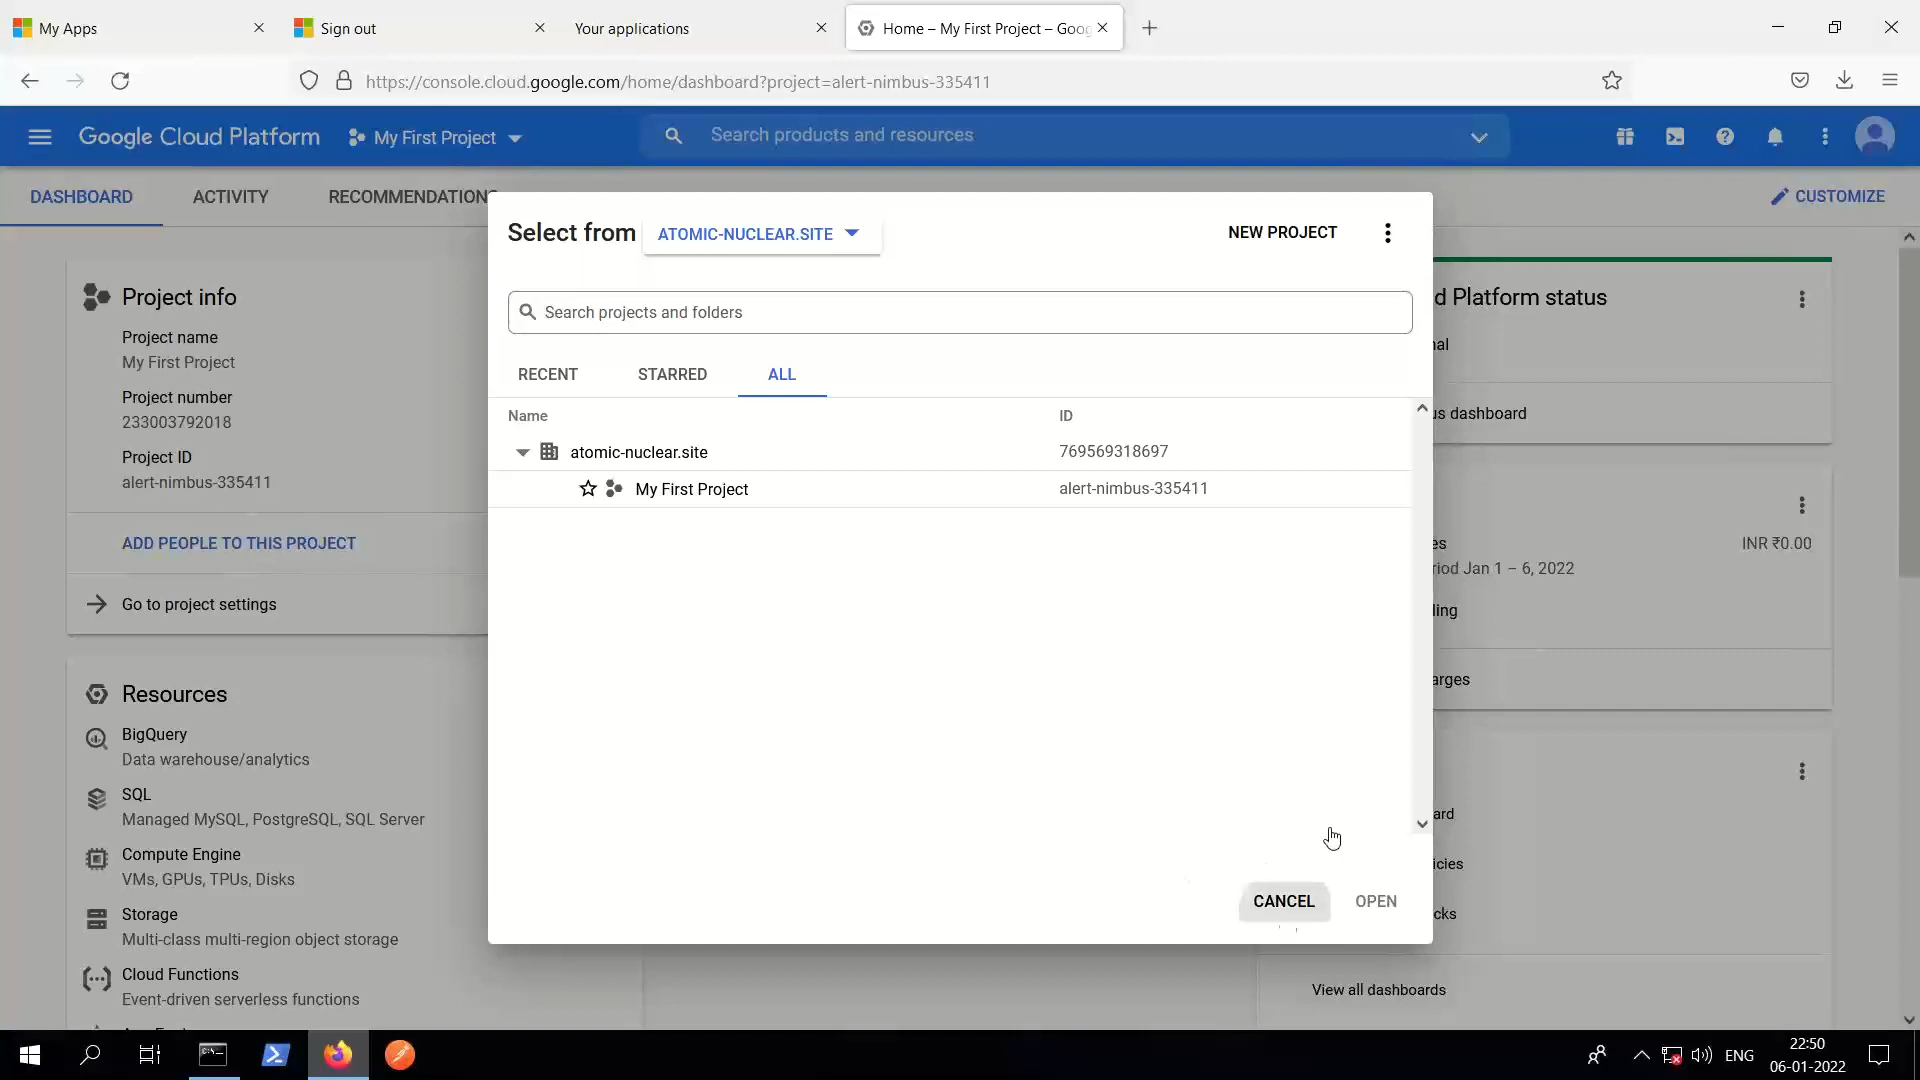 My Apps
Sign out
Your applications
Home – My First Project – Goog
https://console.cloud.google.com/home/dashboard?project=alert-nimbus-335411
Google Cloud Platform
My First Project
Search products and resources
DASHBOARD
ACTIVITY
RECOMMENDATIONS
CUSTOMIZE
Select from
ATOMIC-NUCLEAR.SITE
NEW PROJECT
Search projects and folders
RECENT
STARRED
ALL
Name
ID
atomic-nuclear.site
769569318697
My First Project
alert-nimbus-335411
CANCEL
OPEN
Project info
Project name
My First Project
Project number
233003792018
Project ID
alert-nimbus-335411
ADD PEOPLE TO THIS PROJECT
Go to project settings
Resources
BigQuery
Data warehouse/analytics
SQL
Managed MySQL, PostgreSQL, SQL Server
Compute Engine
VMs, GPUs, TPUs, Disks
Storage
Multi-class multi-region object storage
Cloud Functions
Event-driven serverless functions
d Platform status
nal
us dashboard
es
INR ₹0.00
riod Jan 1 – 6, 2022
lling
arges
ard
icies
cks
View all dashboards
ENG
22:50
06-01-2022